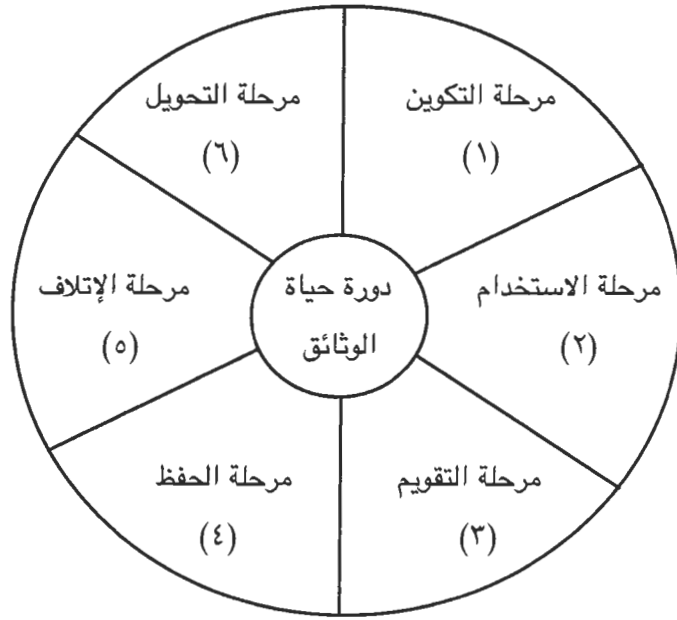 دورة حياة
الوثائق
مرحلة التكوين
(١)
مرحلة الاستخدام
(٢)
مرحلة التقويم
(٣)
مرحلة الحفظ
(٤)
مرحلة الإتلاف
(٥)
مرحلة التحويل
(٦)